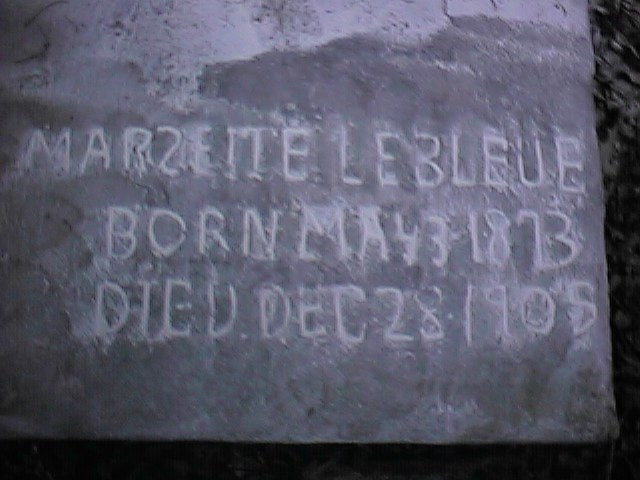 MARZEITE LEBLEUE
BORN MAY 3 1873
DIED. DEC 28. 1905